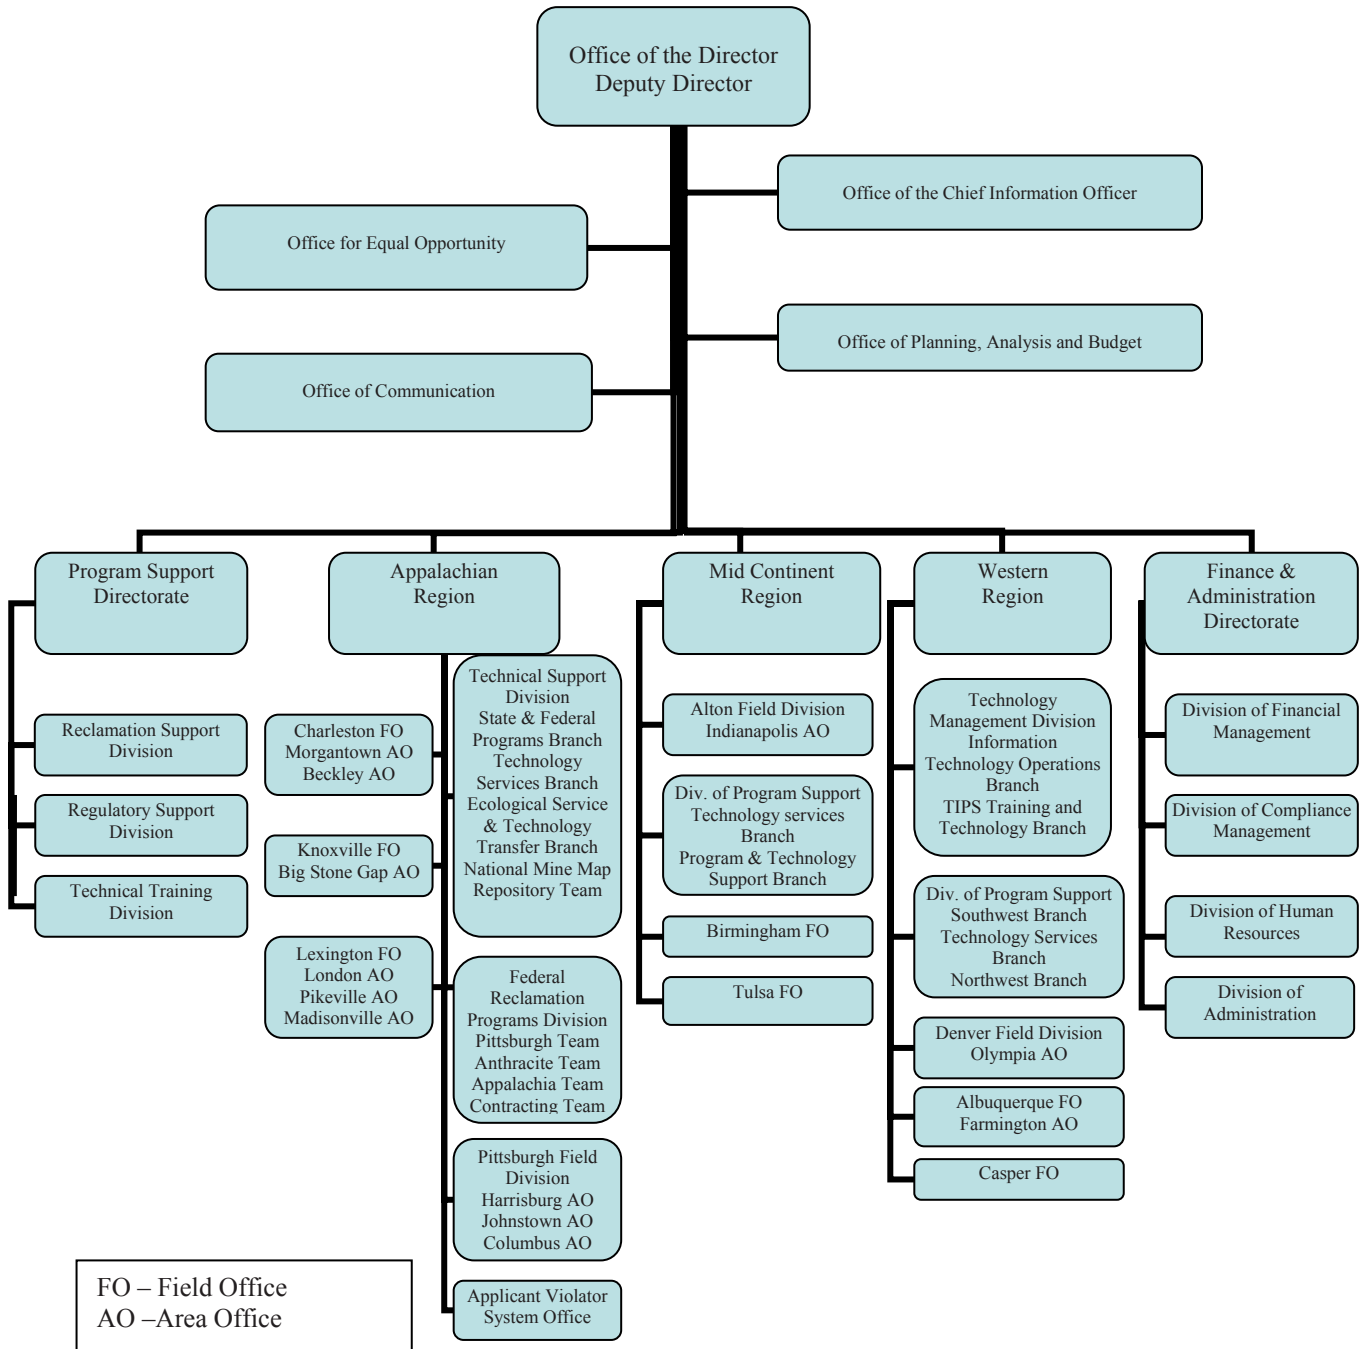 Office of the Director
Deputy Director
Office of the Chief Information Officer
Office for Equal Opportunity
Office of Planning, Analysis and Budget
Office of Communication
Program Support
Directorate
Reclamation Support
Division
Regulatory Support
Division
Technical Training
Division
Appalachian
Region
Charleston FO
Morgantown AO
Beckley AO
Knoxville FO
Big Stone Gap AO
Lexington FO
London AO
Pikeville AO
Madisonville AO
Technical Support
Division
State & Federal
Programs Branch
Technology
Services Branch
Ecological Service
& Technology
Transfer Branch
National Mine Map
Repository Team
Federal
Reclamation
Programs Division
Pittsburgh Team
Anthracite Team
Appalachia Team
Contracting Team
Pittsburgh Field
Division
Harrisburg AO
Johnstown AO
Columbus AO
Applicant Violator
System Office
Mid Continent
Region
Alton Field Division
Indianapolis AO
Div. of Program Support
Technology services
Branch
Program & Technology
Support Branch
Birmingham FO
Tulsa FO
Western
Region
Technology
Management Division
Information
Technology Operations
Branch
TIPS Training and
Technology Branch
Div. of Program Support
Southwest Branch
Technology Services
Branch
Northwest Branch
Denver Field Division
Olympia AO
Albuquerque FO
Farmington AO
Casper FO
Finance &
Administration
Directorate
Division of Financial
Management
Division of Compliance
Management
Division of Human
Resources
Division of
Administration
FO – Field Office
AO –Area Office